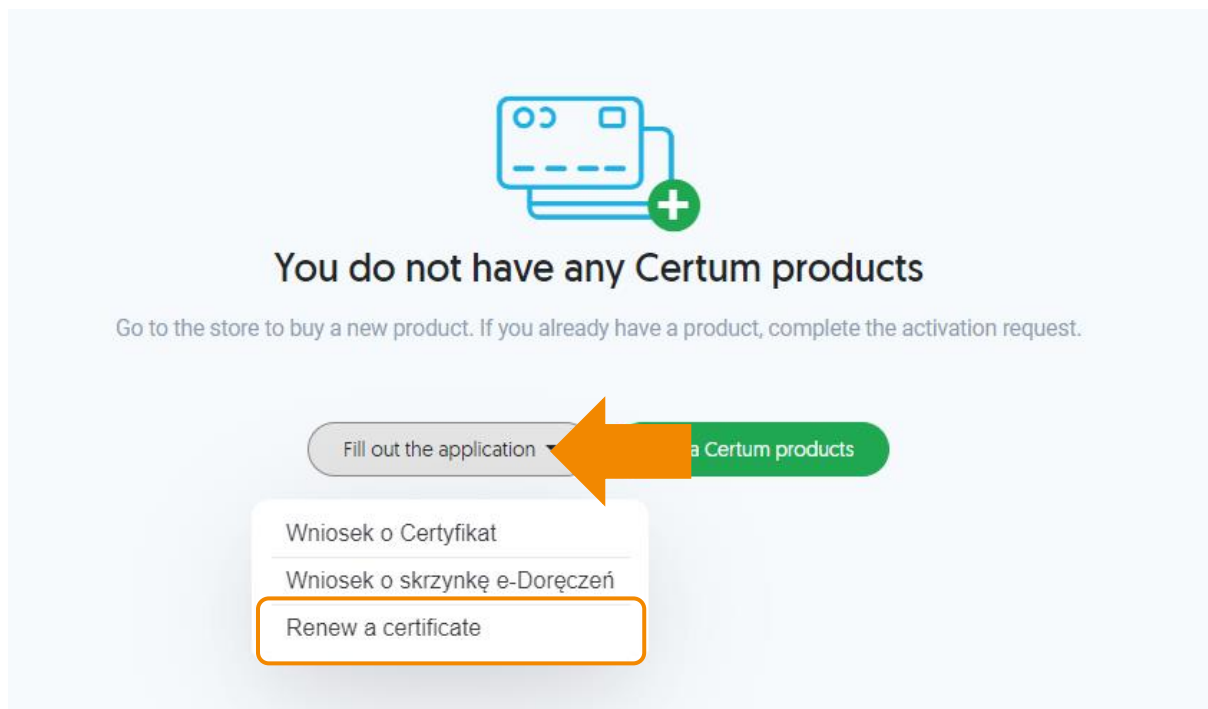 You do not have any Certum products
Go to the store to buy a new product. If you already have a product, complete the activation request.
Fill out the application
a Certum products
Wniosek o Certyfikat
Wniosek o skrzynkę e-Doręczeń
Renew a certificate